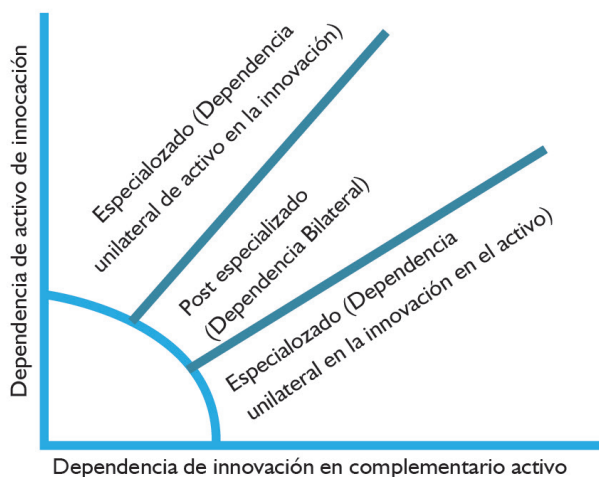 Dependencia de activo de innocación
Especialozado (Dependencia
unilateral de activo en la innovación)
Post especializado
(Dependencia Bilateral)
Especialozado (Dependencia
unilateral en la innovación en el activo)
Dependencia de innovación en complementario activo